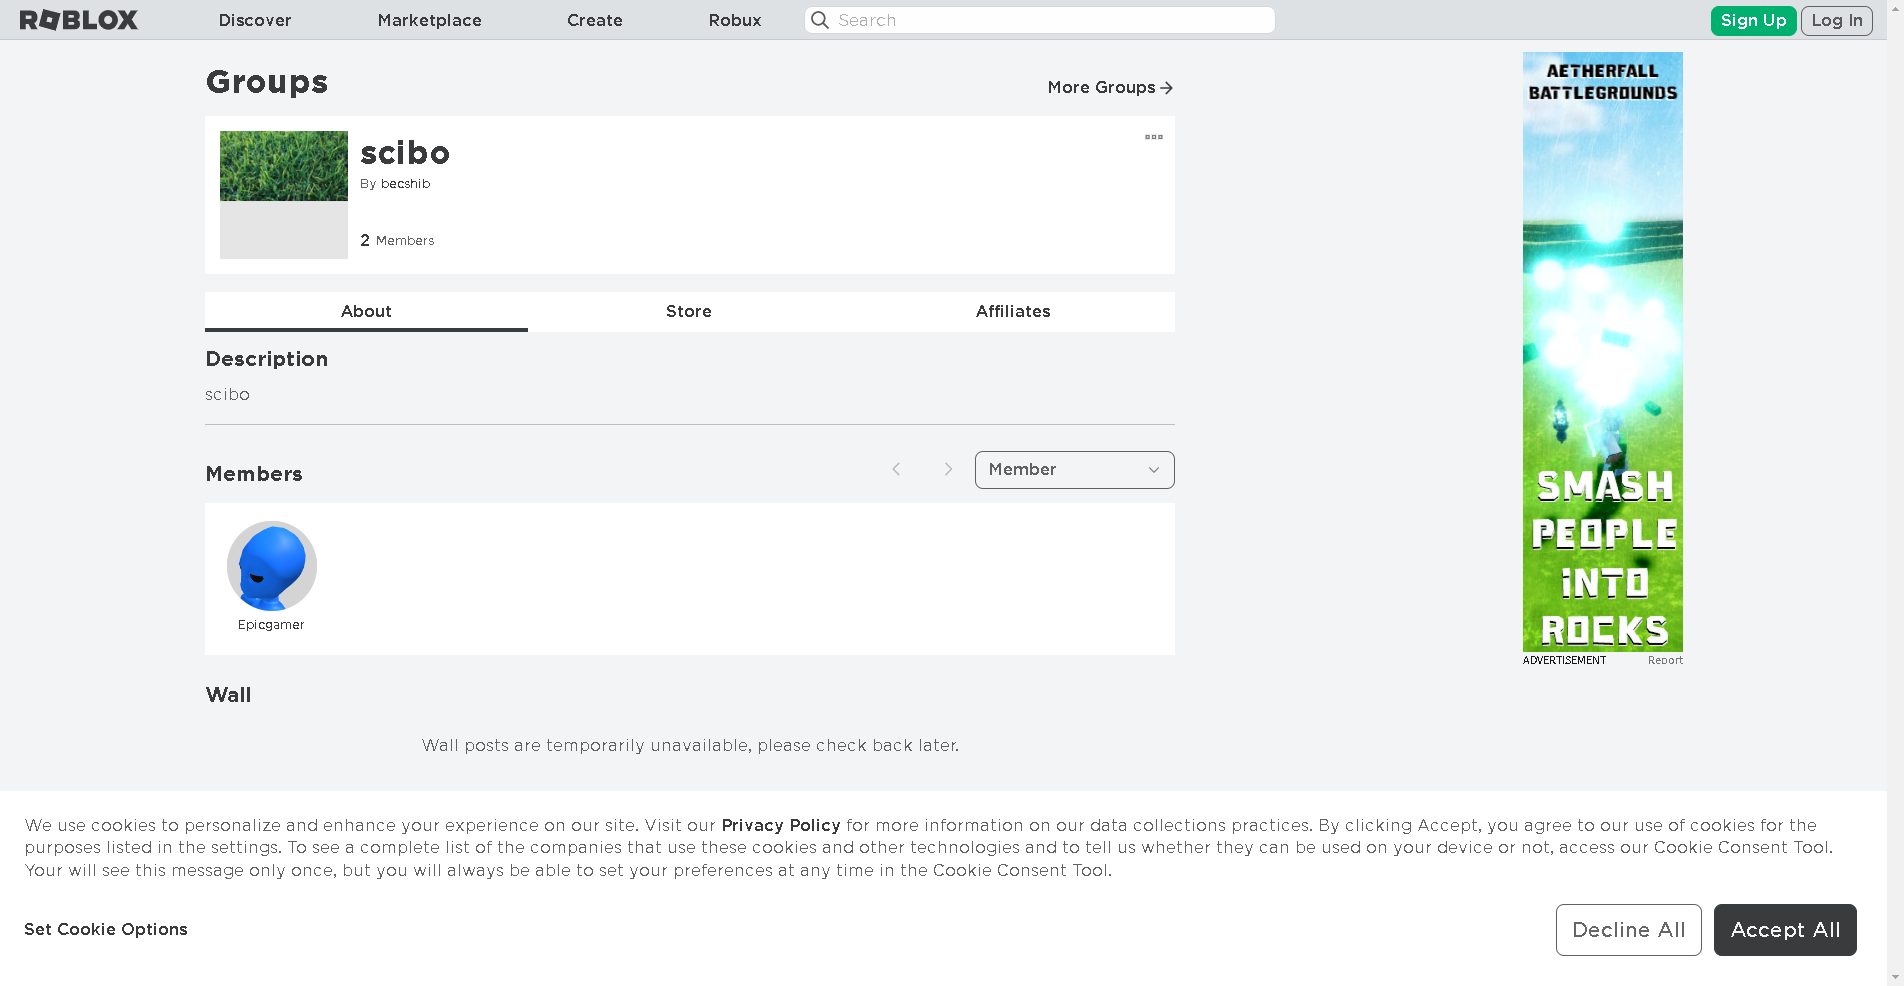 ROBLOX Discover Marketplace Create Robux Search Sign Up Log In
Groups
More Groups
scibo
By becshib
2 Members
About Store Affiliates
Description
scibo
Members
Member
Epicgamer
Wall
Wall posts are temporarily unavailable, please check back later.
AETHERFALL
BATTLEGROUNDS
SMASH
PEOPLE
INTO
ROCKS
ADVERTISEMENT Report
We use cookies to personalize and enhance your experience on our site. Visit our Privacy Policy for more information on our data collections practices. By clicking Accept, you agree to our use of cookies for the
purposes listed in the settings. To see a complete list of the companies that use these cookies and other technologies and to tell us whether they can be used on your device or not, access our Cookie Consent Tool.
Your will see this message only once, but you will always be able to set your preferences at any time in the Cookie Consent Tool.
Set Cookie Options
Decline All
Accept All